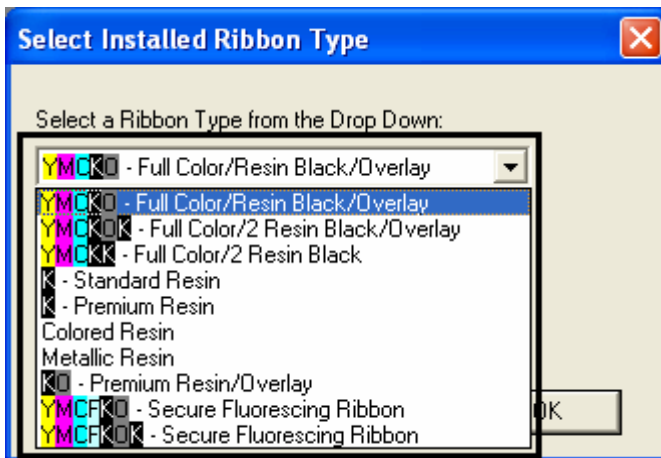 Select Installed Ribbon Type
Select a Ribbon Type from the Drop Down:
YMCKO - Full Color/Resin Black/Overlay
YMCKO - Full Color/Resin Black/Overlay
YMCKOK - Full Color/2 Resin Black/Overlay
YMCKK - Full Color/2 Resin Black
K - Standard Resin
K - Premium Resin
Colored Resin
Metallic Resin
KO - Premium Resin/Overlay
YMCFKO - Secure Fluorescing Ribbon
OK
YMCFKOK - Secure Fluorescing Ribbon